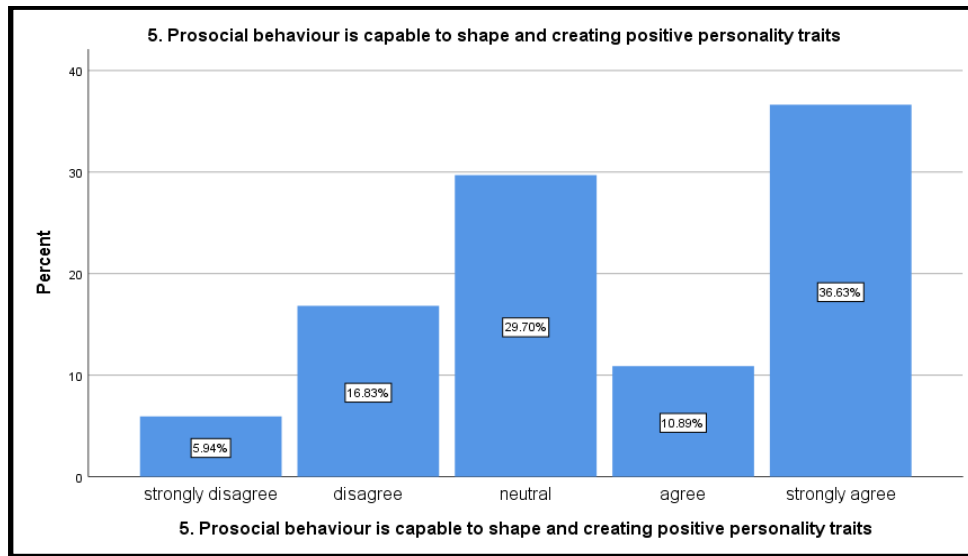 5. Prosocial behaviour is capable to shape and creating positive personality traits
40
30
20
10
0
Percent
5.94%
16.83%
29.70%
10.89%
36.63%
strongly disagree
disagree
neutral
agree
strongly agree
5. Prosocial behaviour is capable to shape and creating positive personality traits